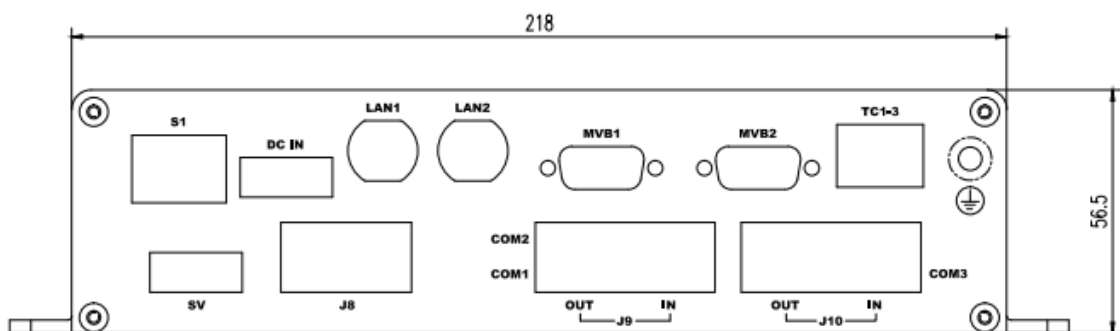 218
S1
DC IN
LAN1
LAN2
MVB1
MVB2
TC1-3
56.5
COM2
COM1
COM3
SV
J8
OUT
IN
J9
OUT
IN
J10